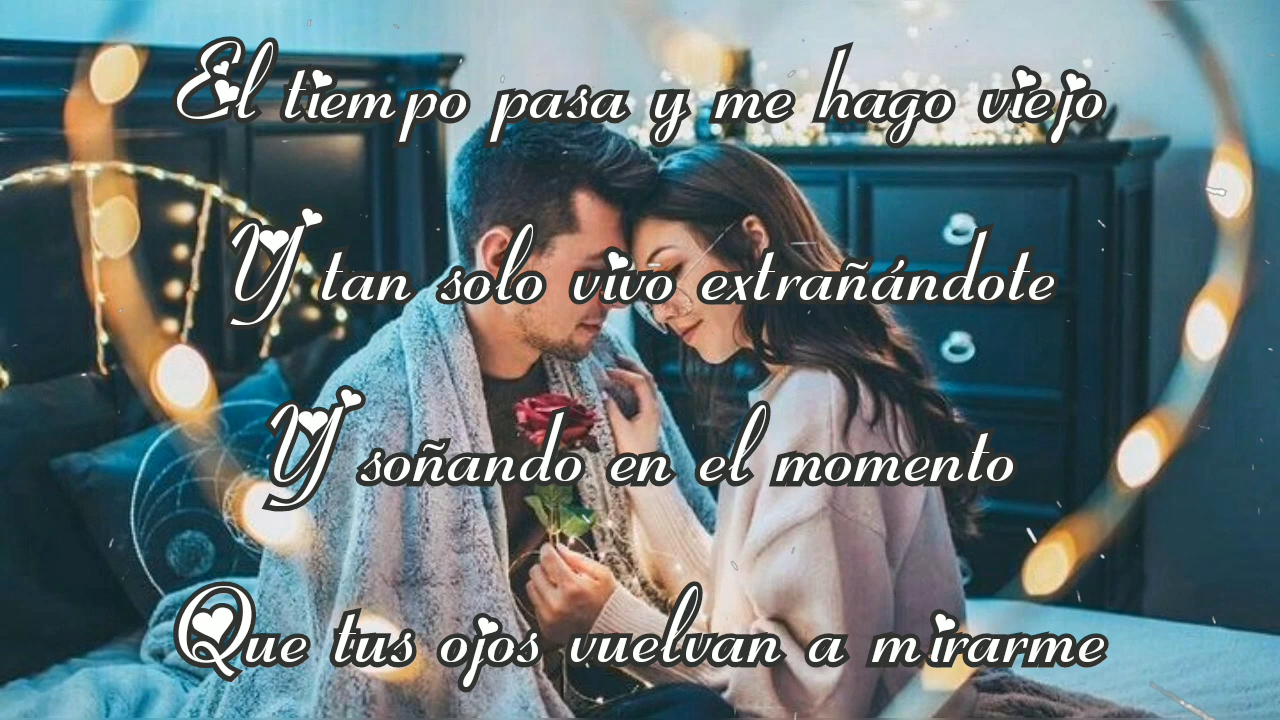 El tiempo pasa y me hago viejo
Y tan solo vivo extrañándote
Y soñando en el momento
Que tus ojos vuelvan a mirarme